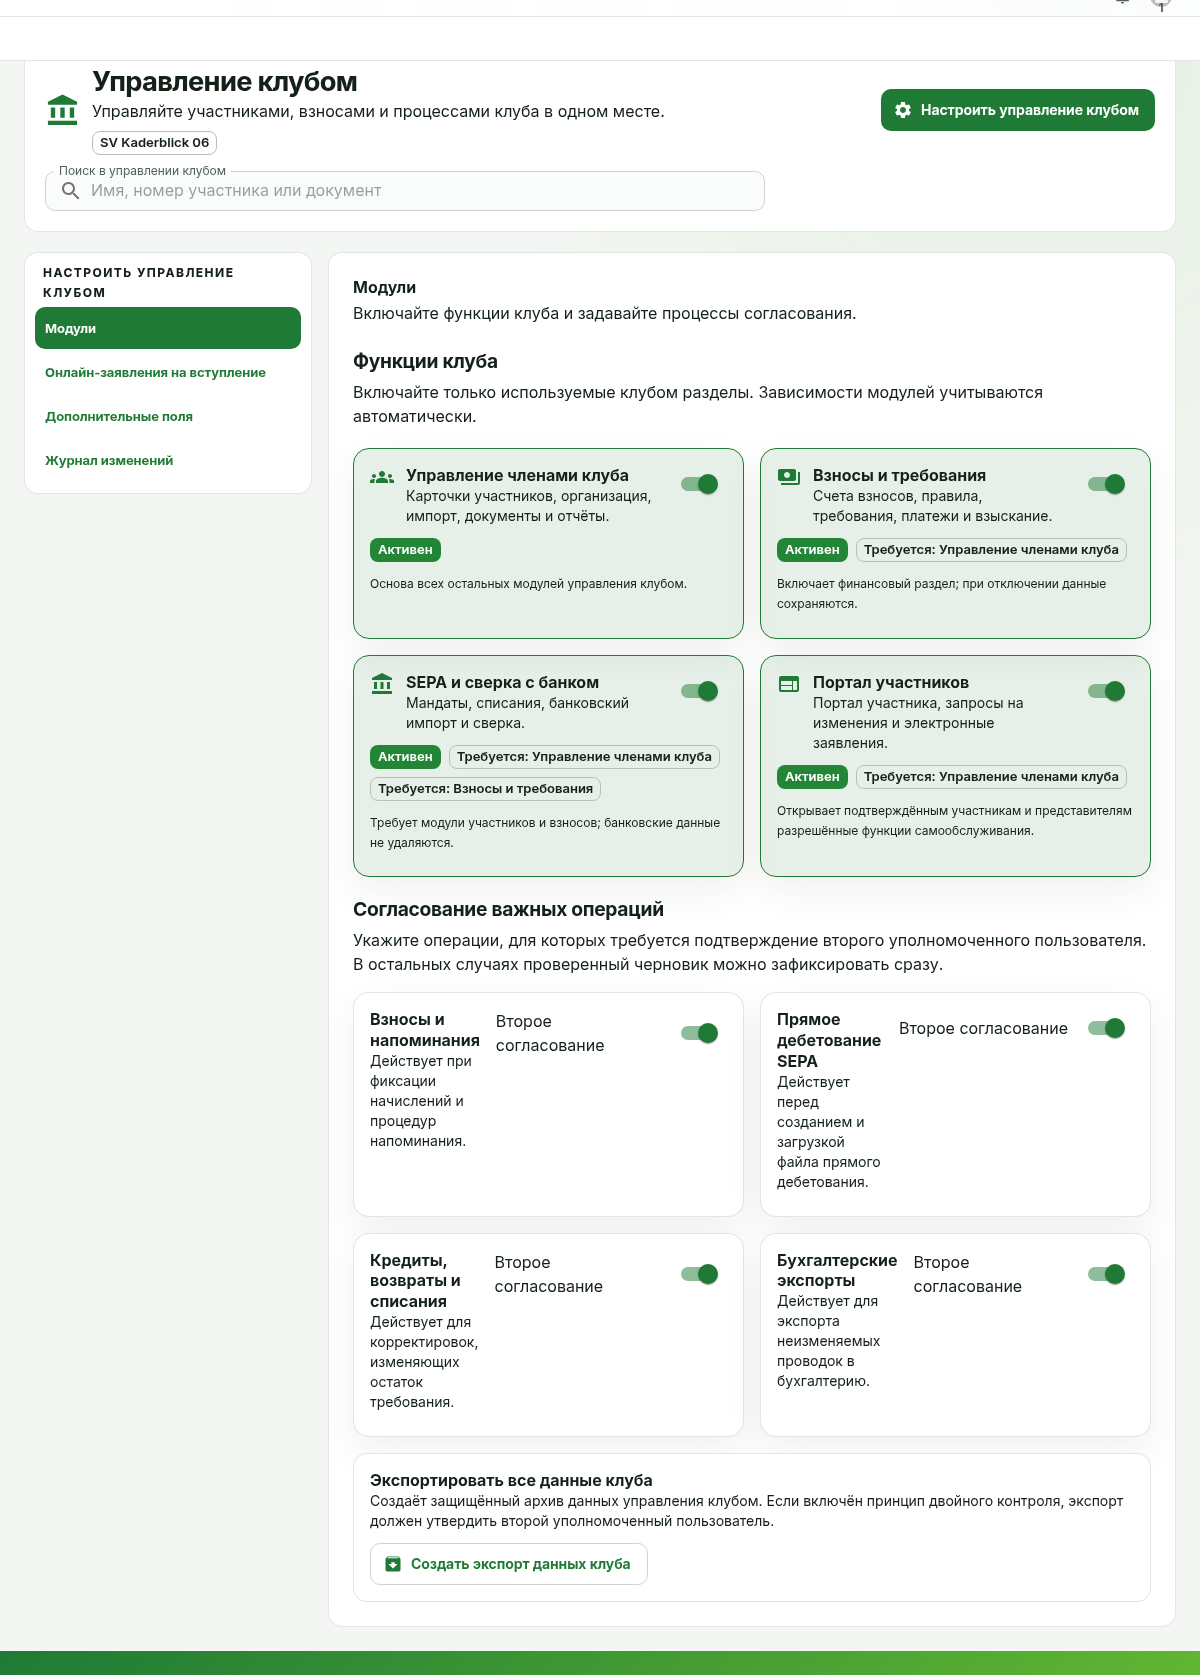 1
Управление клубом
Управляйте участниками, взносами и процессами клуба в одном месте.
SV Kaderblick 06
Настроить управление клубом
Поиск в управлении клубом
Имя, номер участника или документ
НАСТРОИТЬ УПРАВЛЕНИЕ
КЛУБОМ
Модули
Онлайн-заявления на вступление
Дополнительные поля
Журнал изменений
Модули
Включайте функции клуба и задавайте процессы согласования.
Функции клуба
Включайте только используемые клубом разделы. Зависимости модулей учитываются
автоматически.
Управление членами клуба
Карточки участников, организация,
импорт, документы и отчёты.
Активен
Основа всех остальных модулей управления клубом.
Взносы и требования
Счета взносов, правила,
требования, платежи и взыскание.
Активен
Требуется: Управление членами клуба
Включает финансовый раздел; при отключении данные
сохраняются.
SEPA и сверка с банком
Мандаты, списания, банковский
импорт и сверка.
Активен
Требуется: Управление членами клуба
Требуется: Взносы и требования
Требует модули участников и взносов; банковские данные
не удаляются.
Портал участников
Портал участника, запросы на
изменения и электронные
заявления.
Активен
Требуется: Управление членами клуба
Открывает подтверждённым участникам и представителям
разрешённые функции самообслуживания.
Согласование важных операций
Укажите операции, для которых требуется подтверждение второго уполномоченного пользователя.
В остальных случаях проверенный черновик можно зафиксировать сразу.
Взносы и
напоминания
Действует при
фиксации
начислений и
процедур
напоминания.
Второе
согласование
Прямое
дебетование
SEPA
Действует
перед
созданием и
загрузкой
файла прямого
дебетования.
Второе согласование
Кредиты,
возвраты и
списания
Действует для
корректировок,
изменяющих
остаток
требования.
Второе
согласование
Бухгалтерские
экспорты
Действует для
экспорта
неизменяемых
проводок в
бухгалтерию.
Второе
согласование
Экспортировать все данные клуба
Создаёт защищённый архив данных управления клубом. Если включён принцип двойного контроля, экспорт
должен утвердить второй уполномоченный пользователь.
Создать экспорт данных клуба